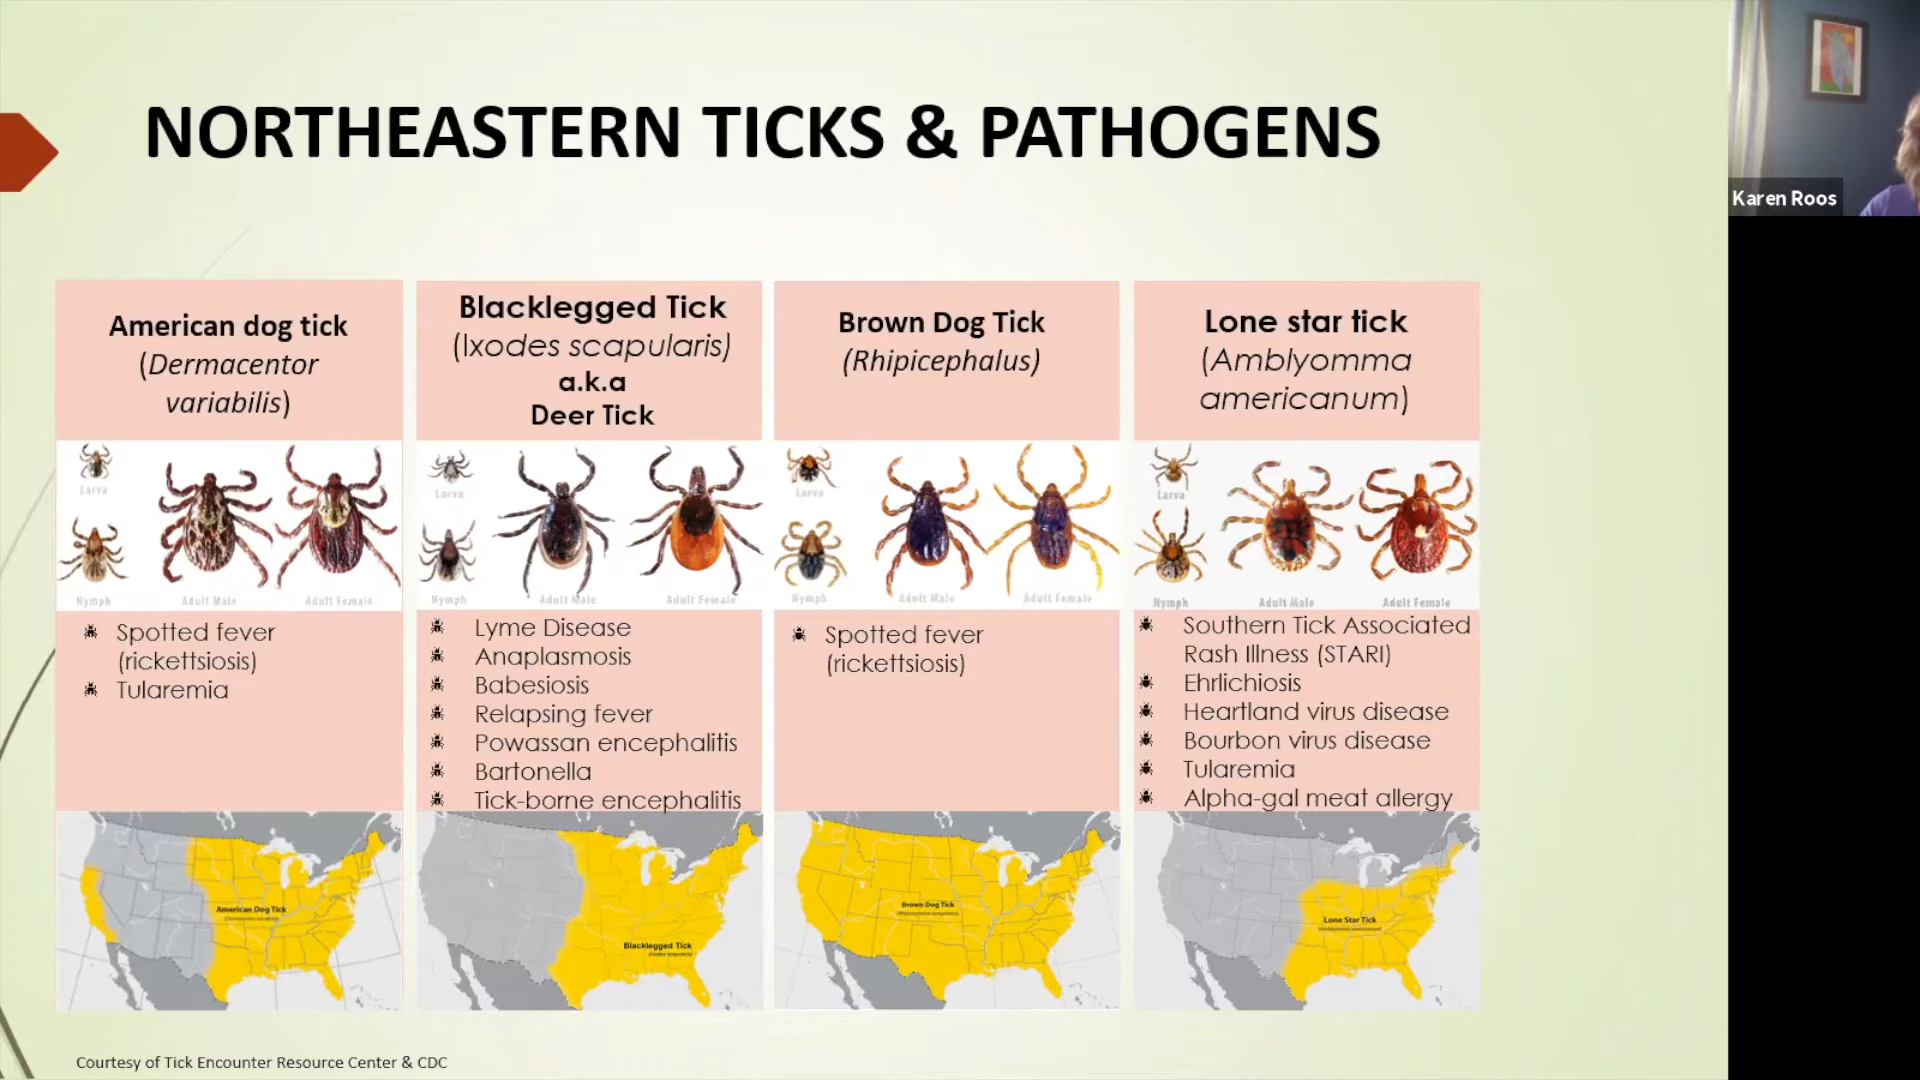 NORTHEASTERN TICKS & PATHOGENS
Karen Roos
American dog tick
(Dermacentor
variabilis)
Larva
Nymph
Adult Male
Adult Female
Spotted fever
(rickettsiosis)
Tularemia
American Dog Tick
Blacklegged Tick
(Ixodes scapularis)
a.k.a
Deer Tick
Larva
Nymph
Adult Male
Adult Female
Lyme Disease
Anaplasmosis
Babesiosis
Relapsing fever
Powassan encephalitis
Bartonella
Tick-borne encephalitis
Blacklegged Tick
Brown Dog Tick
(Rhipicephalus)
Larva
Nymph
Adult Male
Adult Female
Spotted fever
(rickettsiosis)
Brown Dog Tick
Lone star tick
(Amblyomma
americanum)
Larva
Nymph
Adult Male
Adult Female
Southern Tick Associated
Rash Illness (STARI)
Ehrlichiosis
Heartland virus disease
Bourbon virus disease
Tularemia
Alpha-gal meat allergy
Lone Star Tick
Courtesy of Tick Encounter Resource Center & CDC